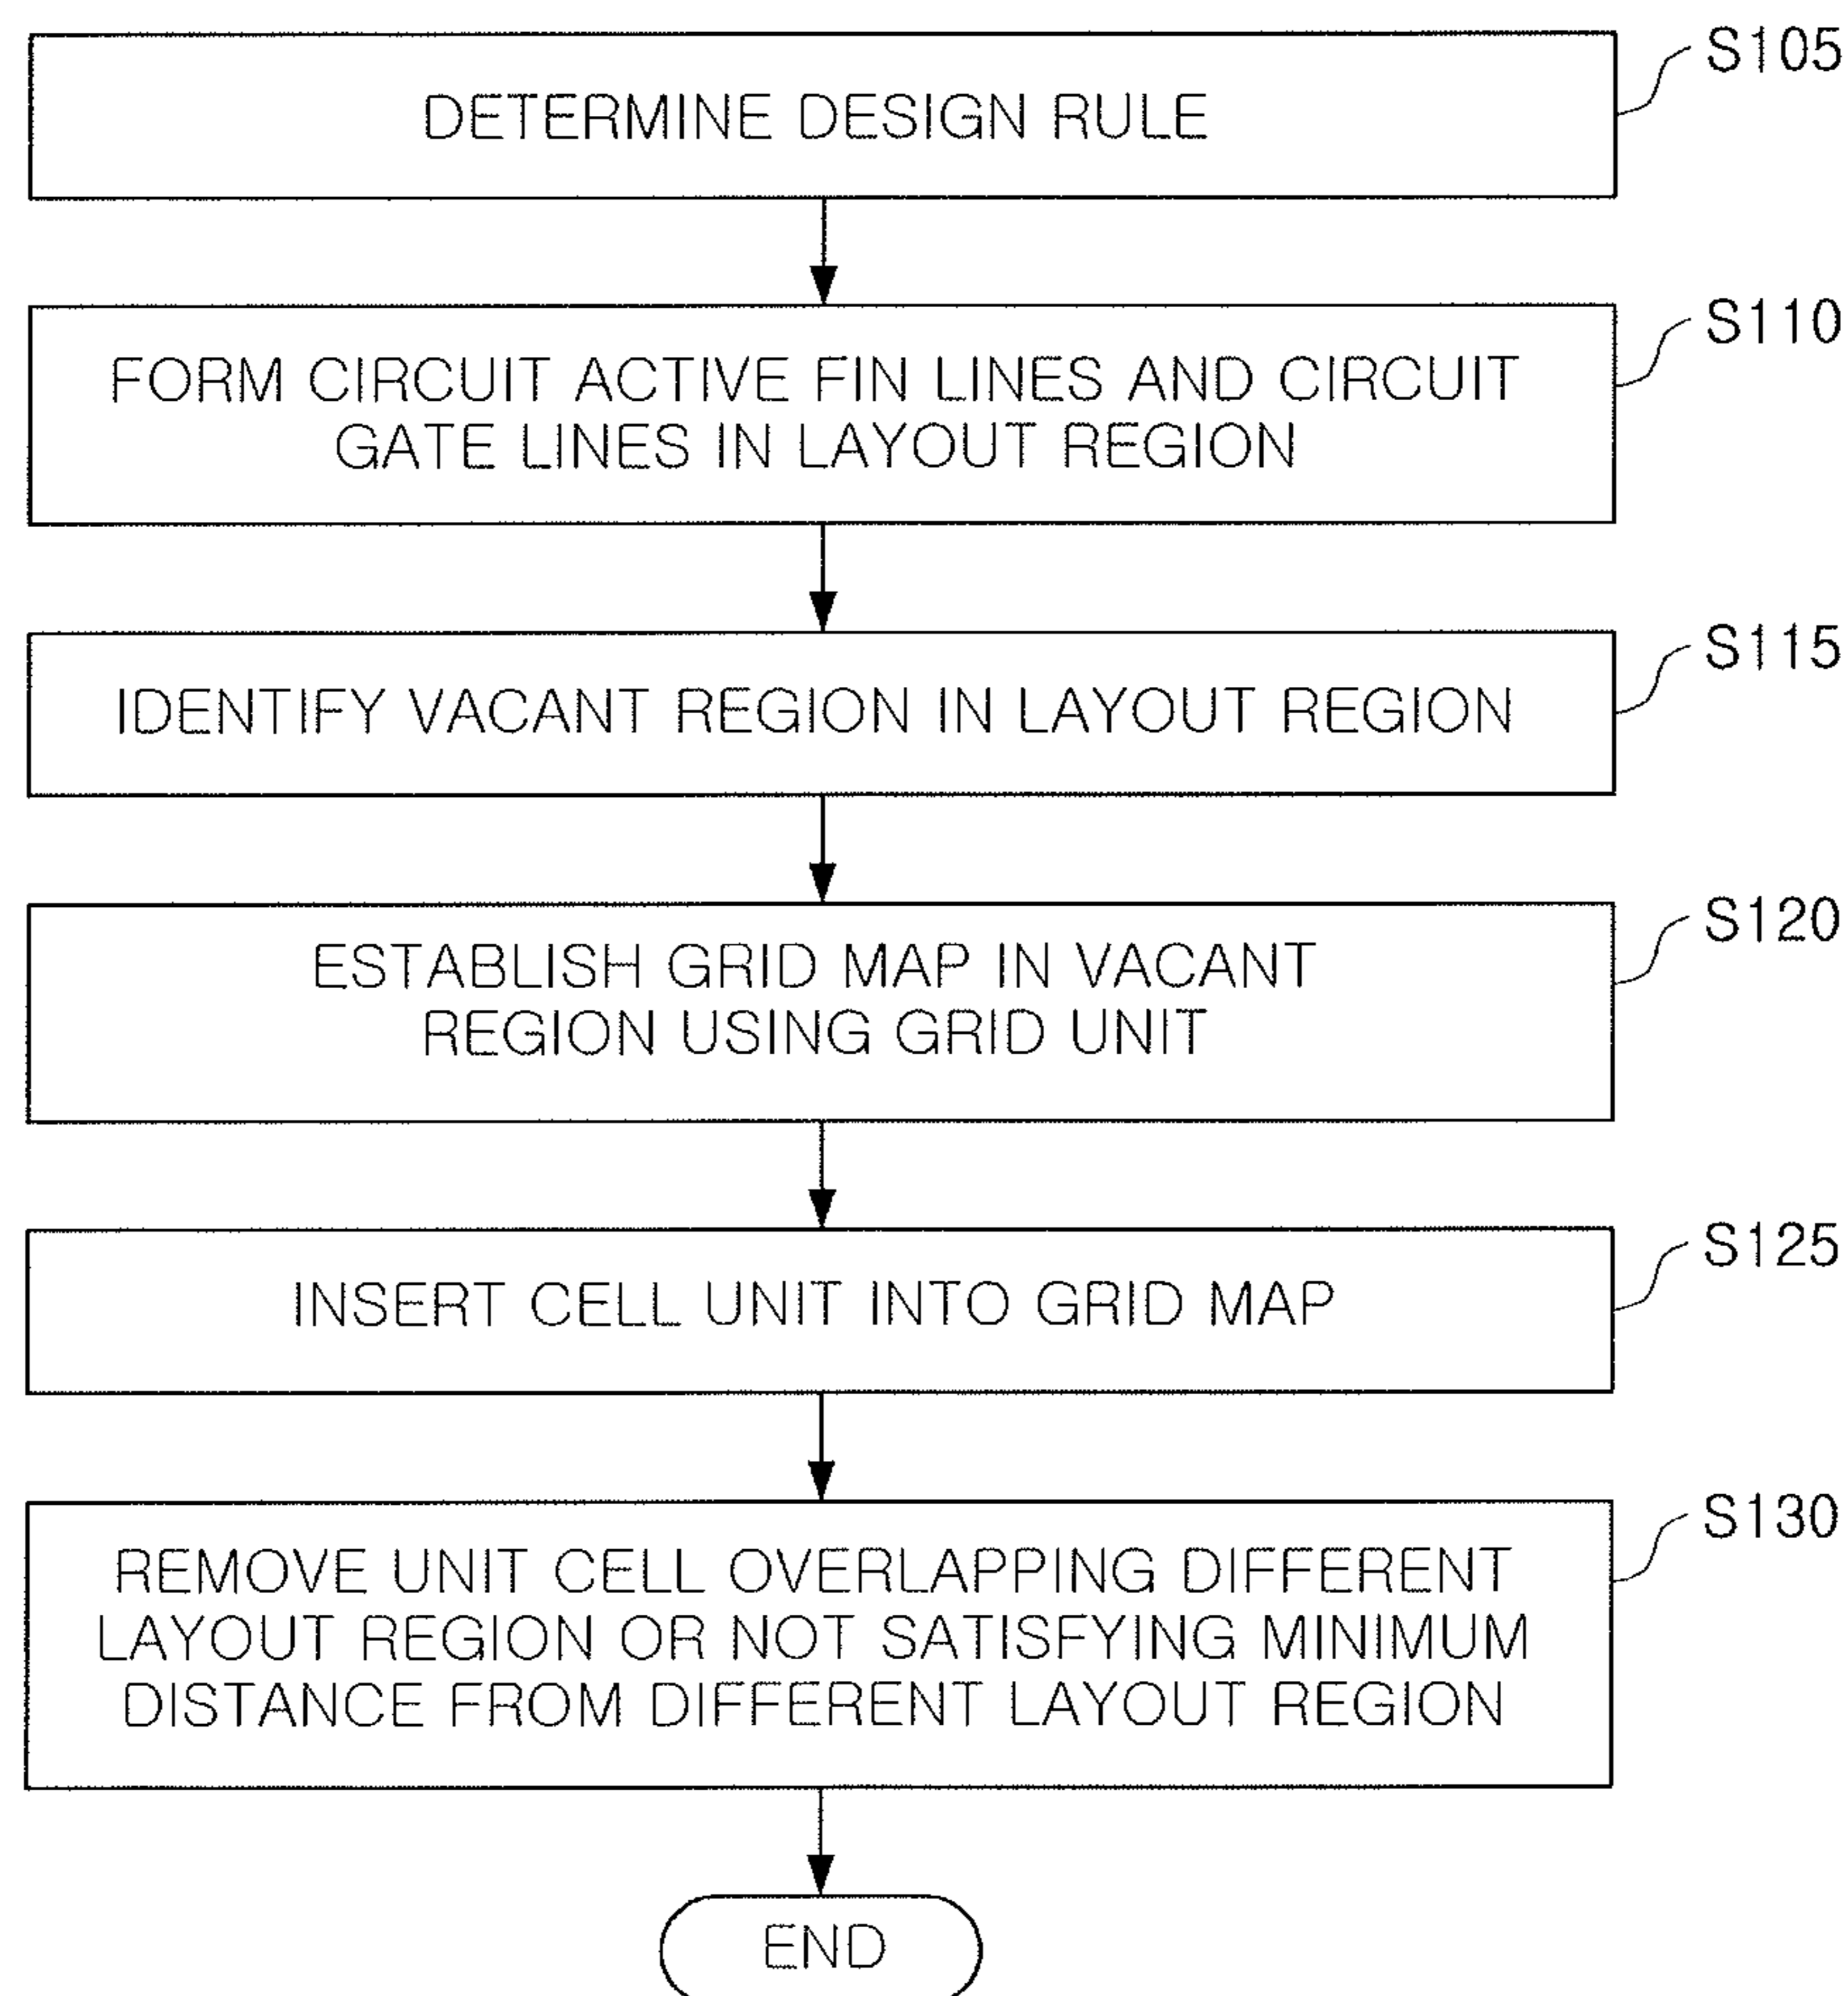 S105
DETERMINE DESIGN RULE
S110
FORM CIRCUIT ACTIVE FIN LINES AND CIRCUIT
GATE LINES IN LAYOUT REGION
S115
IDENTIFY VACANT REGION IN LAYOUT REGION
S120
ESTABLISH GRID MAP IN VACANT
REGION USING GRID UNIT
S125
INSERT CELL UNIT INTO GRID MAP
S130
REMOVE UNIT CELL OVERLAPPING DIFFERENT
LAYOUT REGION OR NOT SATISFYING MINIMUM
DISTANCE FROM DIFFERENT LAYOUT REGION
END